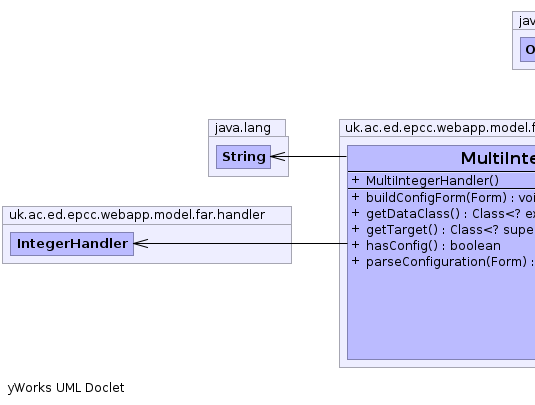 jav
O
java.lang
String
uk.ac.ed.epcc.webapp.model.f
MultiInte
+ MultiIntegerHandler()
+ buildConfigForm(Form) : voi
+ getDataClass() : Class<? ex
+ getTarget() : Class<? supe
+ hasConfig() : boolean
+ parseConfiguration(Form) :
uk.ac.ed.epcc.webapp.model.far.handler
IntegerHandler
yWorks UML Doclet